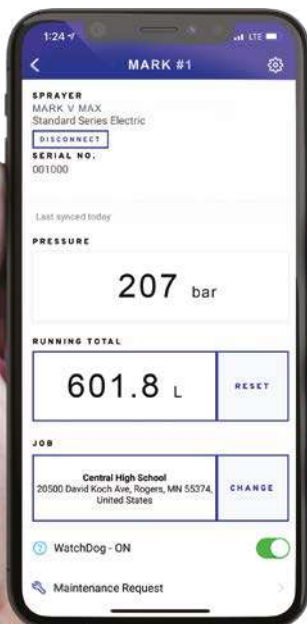 1:24
LTE
MARK #1
SPRAYER
MARK V MAX
Standard Series Electric
DISCONNECT
SERIAL NO.
001000
Last synced today
PRESSURE
207 bar
RUNNING TOTAL
601.8 L
RESET
JOB
Central High School
20500 David Koch Ave, Rogers, MN 55374,
United States
CHANGE
WatchDog - ON
Maintenance Request